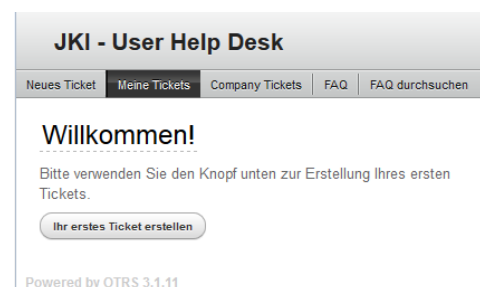 JKI - User Help Desk
Neues Ticket Meine Tickets Company Tickets FAQ FAQ durchsuchen
Willkommen!
Bitte verwenden Sie den Knopf unten zur Erstellung Ihres ersten
Tickets.
Ihr erstes Ticket erstellen
Powered by OTRS 3.1.11